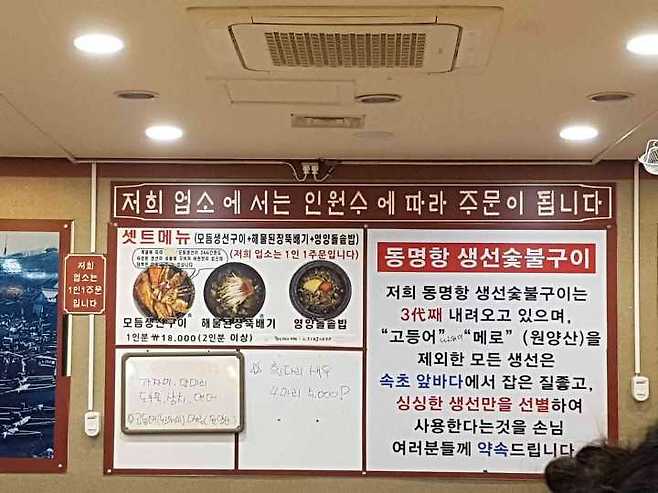 저희 업소에서는 인원수에 따라 주문이 됩니다
저희
업소는
1인1주문
입니다
셋트메뉴 (모듬생선구이+해물된장뚝배기+영양돌솥밥)
(저희 업소는 1인 1주문입니다)
모듬생선구이 해물된장뚝배기 영양돌솥밥
1인분 ₩18.000(2인분 이상)
가자미,
4마리 5,000
동명항 생선숯불구이
저희 동명항 생선숯불구이는
3代째 내려오고 있으며,
“고등어” “메로” (원양산)을
제외한 모든 생선은
속초 앞바다에서 잡은 질좋고,
싱싱한 생선만을 선별하여
사용한다는것을 손님
여러분들께 약속드립니다.